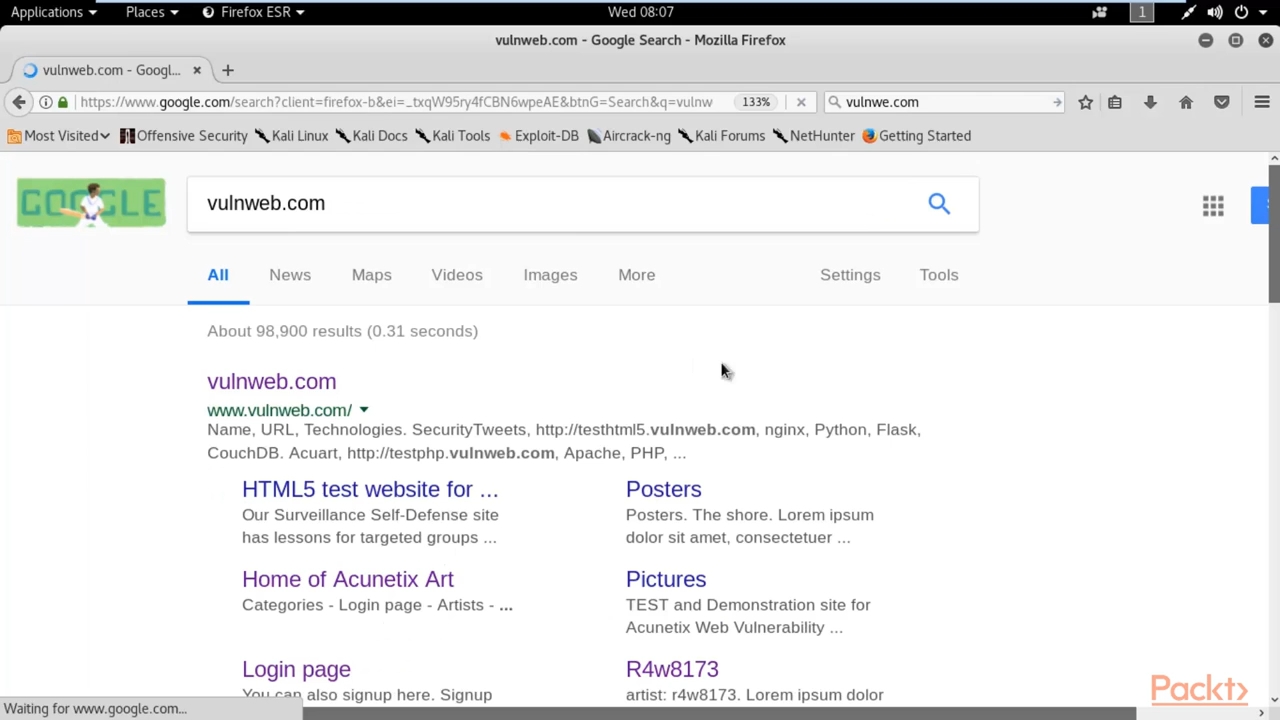 Applications Places Firefox ESR Wed 08:07 1
vulnweb.com - Google Search - Mozilla Firefox
vulnweb.com - Googl... × +
https://www.google.com/search?client=firefox-b&ei=_txqW95ry4fCBN6wpeAE&btnG=Search&q=vulnw 133% vulnwe.com
Most Visited Offensive Security Kali Linux Kali Docs Kali Tools Exploit-DB Aircrack-ng Kali Forums NetHunter Getting Started
GOOGLE vulnweb.com
All News Maps Videos Images More Settings Tools
About 98,900 results (0.31 seconds)
vulnweb.com
www.vulnweb.com/
Name, URL, Technologies. SecurityTweets, http://testhtml5.vulnweb.com, nginx, Python, Flask,
CouchDB. Acuart, http://testphp.vulnweb.com, Apache, PHP, ...
HTML5 test website for ... Posters
Our Surveillance Self-Defense site Posters. The shore. Lorem ipsum
has lessons for targeted groups ... dolor sit amet, consectetuer ...
Home of Acunetix Art Pictures
Categories - Login page - Artists - ... TEST and Demonstration site for
Acunetix Web Vulnerability ...
Login page R4w8173
You can also signup here. Signup artist: r4w8173. Lorem ipsum dolor
Waiting for www.google.com...
Packt>